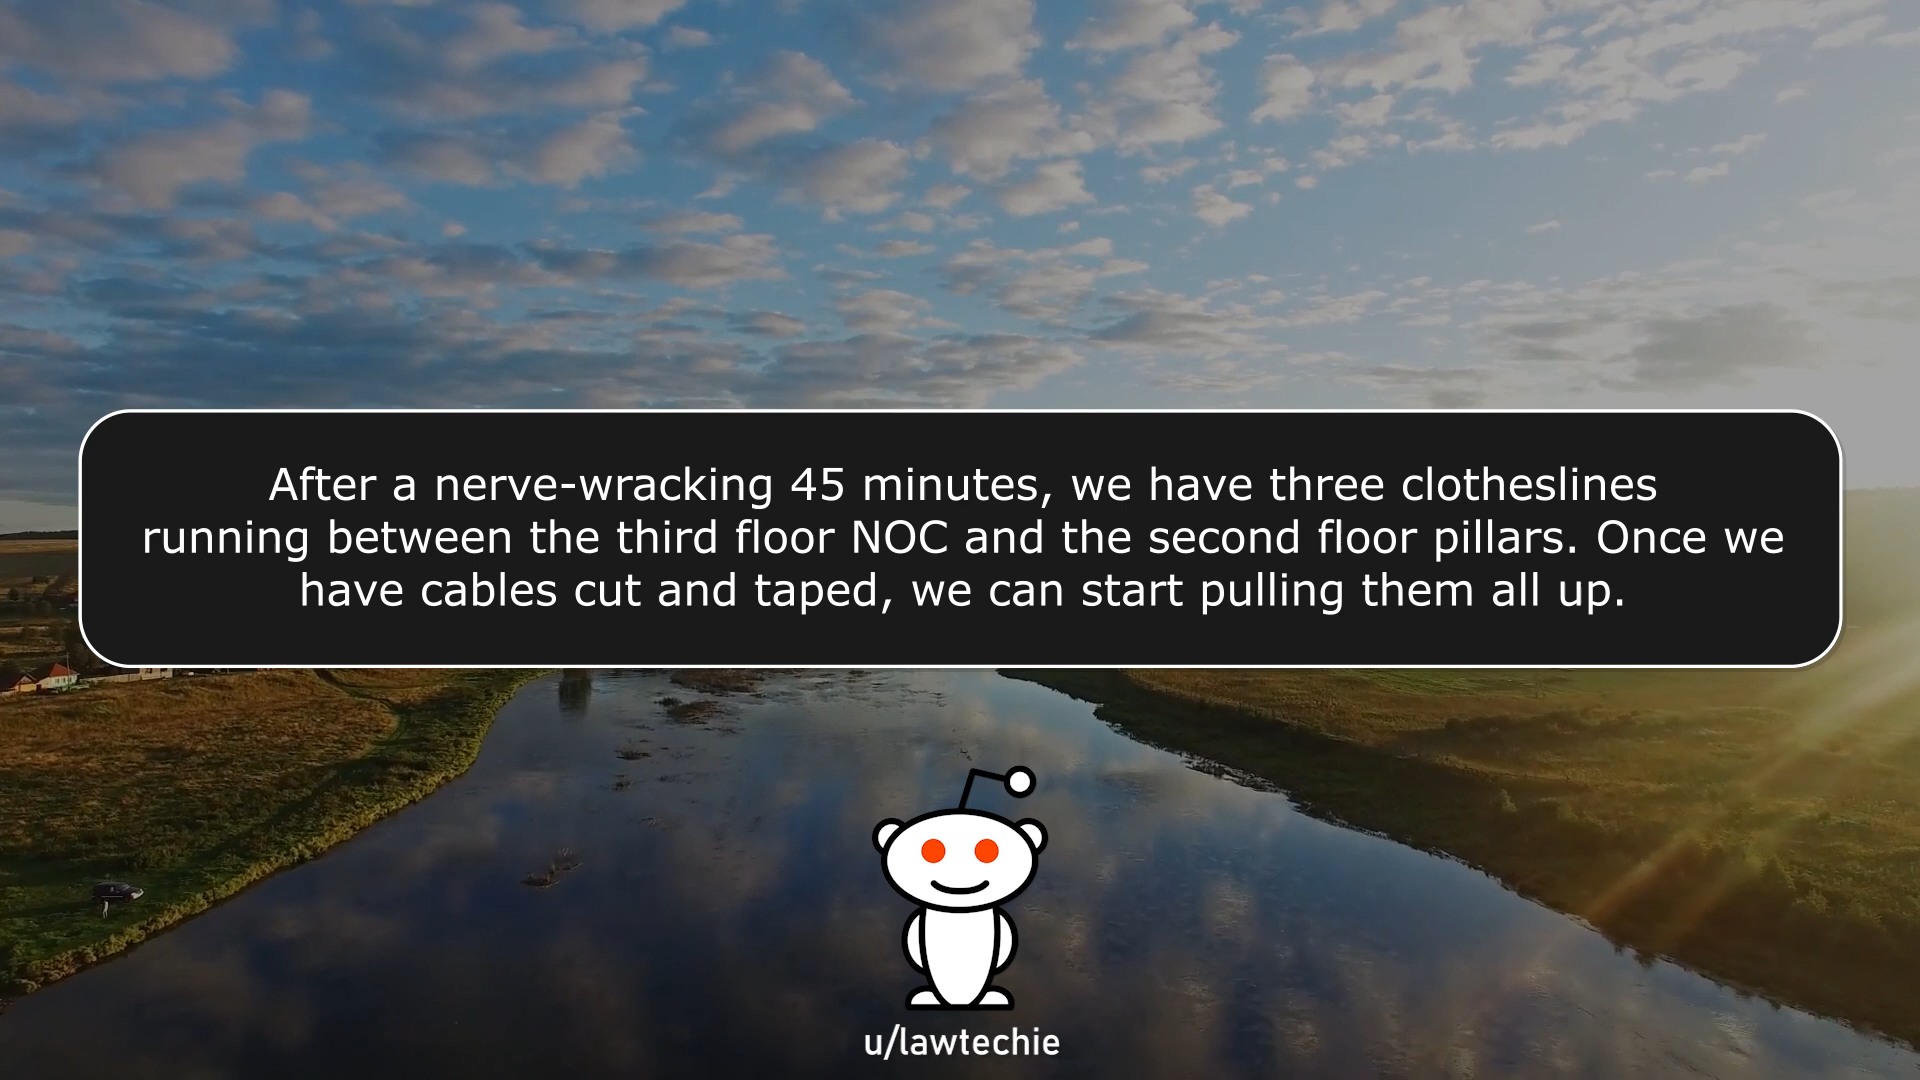 After a nerve-wracking 45 minutes, we have three clotheslines
running between the third floor NOC and the second floor pillars. Once we
have cables cut and taped, we can start pulling them all up.
u/lawtechie